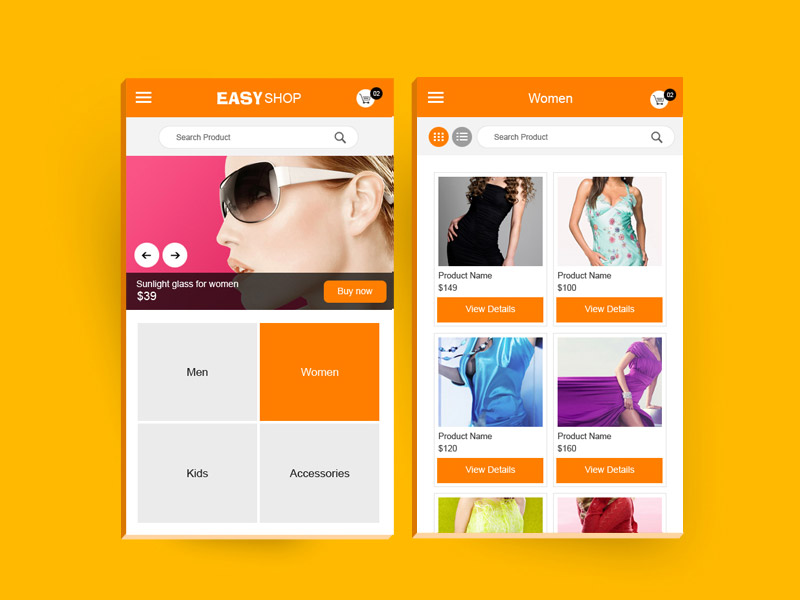 EASY SHOP
02
Search Product
Sunlight glass for women
$39
Buy now
Men
Women
Kids
Accessories
Women
02
Search Product
Product Name
$149
View Details
Product Name
$100
View Details
Product Name
$120
View Details
Product Name
$160
View Details